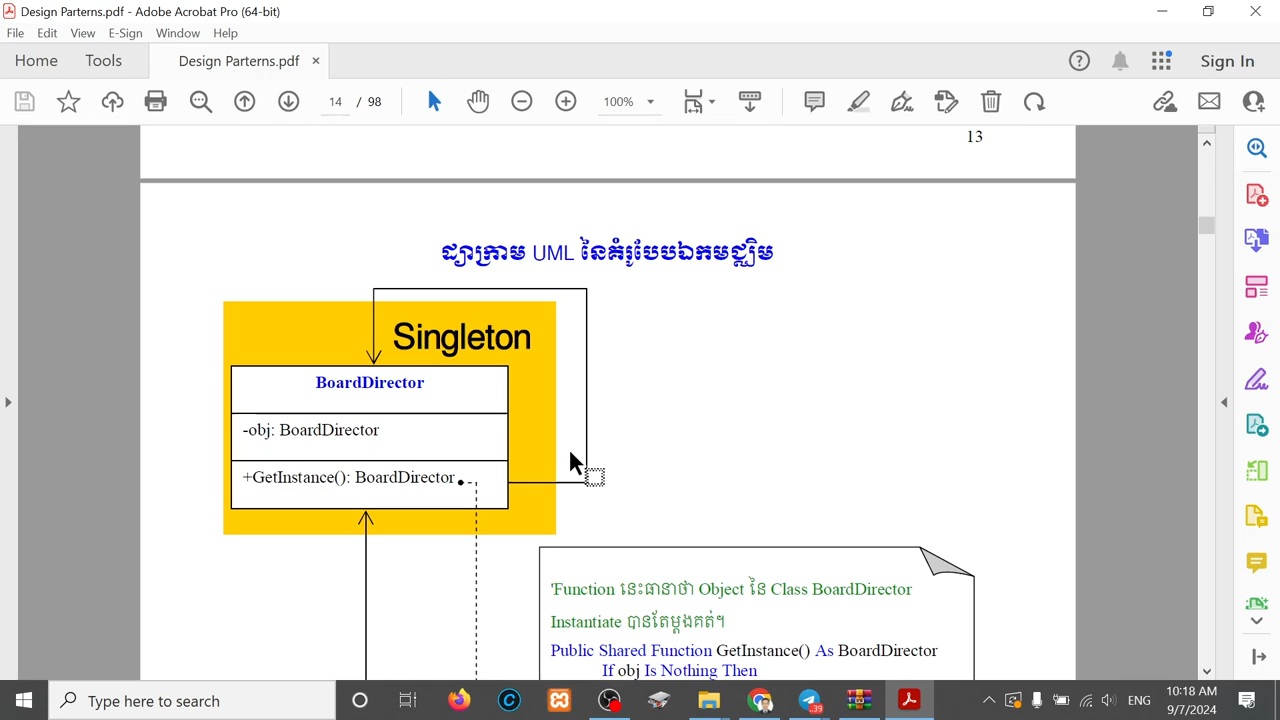 Design Parterns.pdf - Adobe Acrobat Pro (64-bit)
File Edit View E-Sign Window Help
Home Tools Design Parterns.pdf × Sign In
14 / 98 100%
13
ដ្យាក្រាម UML នៃគំរូបែបឯកមជ្ឈិម
Singleton
BoardDirector
-obj: BoardDirector
+GetInstance(): BoardDirector
'Function នេះធានាថា Object នៃ Class BoardDirector
Instantiate បានតែម្ដងគត់។
Public Shared Function GetInstance() As BoardDirector
If obj Is Nothing Then
Type here to search
39
ENG
10:18 AM
9/7/2024